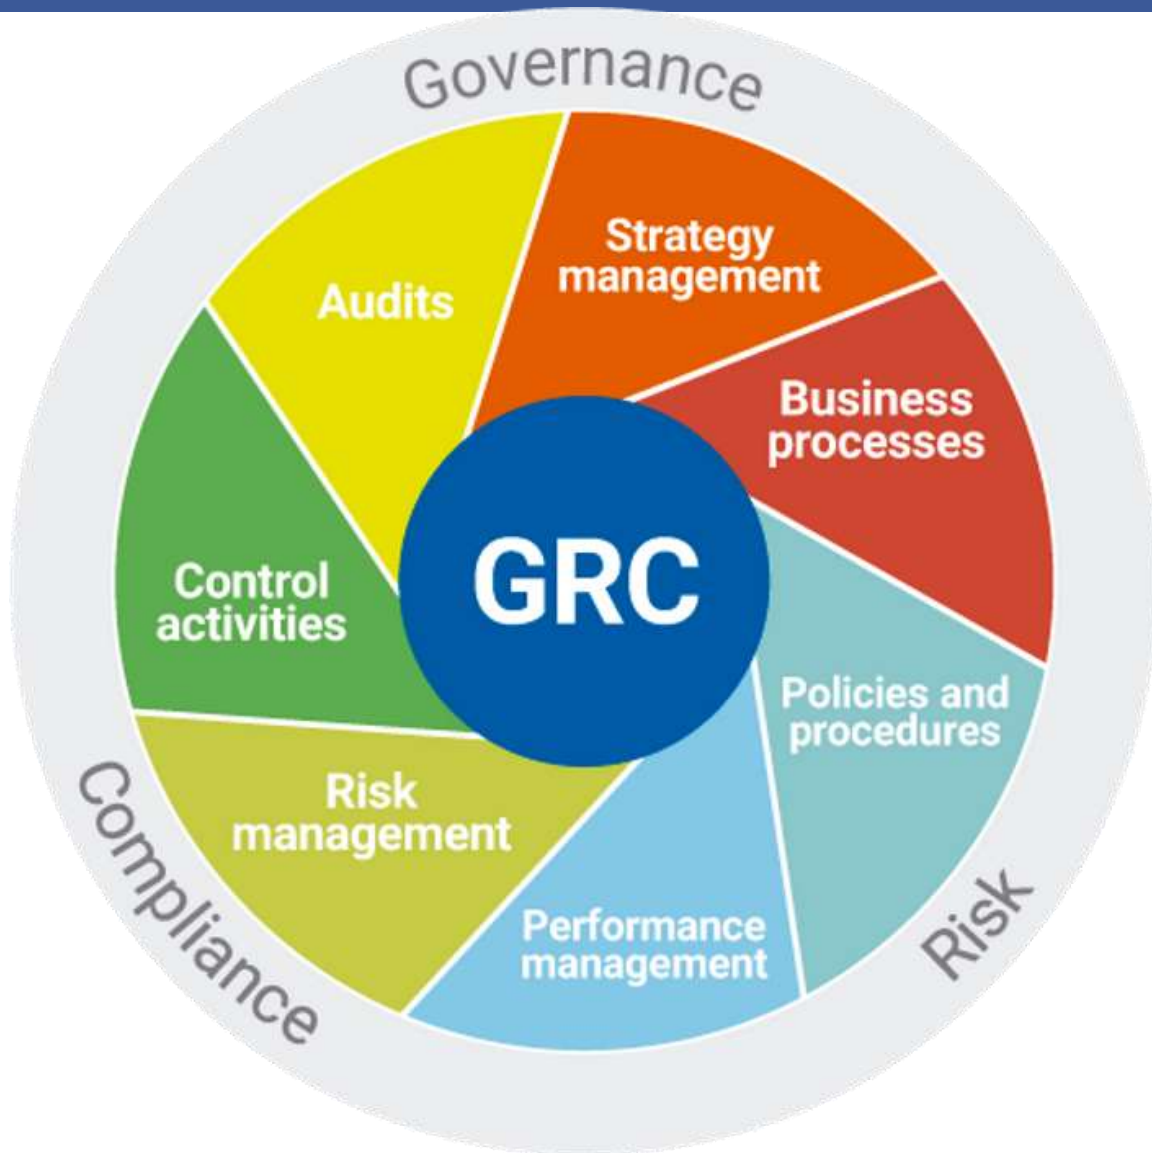 Governance
Strategy
management
Audits
Business
processes
GRC
Control
activities
Policies and
procedures
Risk
management
Performance
management
Compliance
Risk